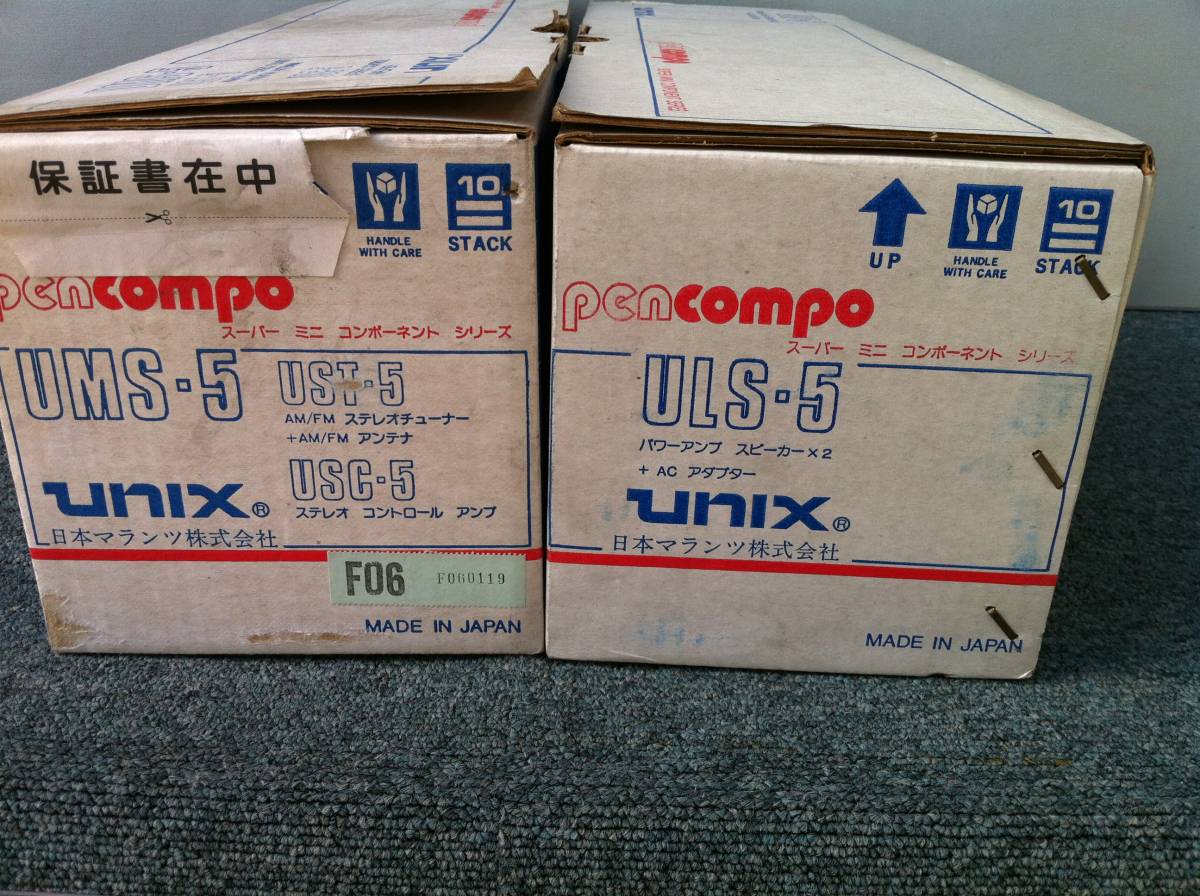 保証書在中
10
HANDLE
WITH CARE
STACK
pencompo
スーパー ミニ コンポーネント シリーズ
UMS・5
UST・5
AM/FM ステレオチューナー
+AM/FM アンテナ
USC・5
ステレオ コントロール アンプ
unix®
日本マランツ株式会社
F06 F060119
MADE IN JAPAN
10
UP
HANDLE
WITH CARE
STACK
pencompo
スーパー ミニ コンポーネント シリーズ
ULS・5
パワーアンプ スピーカー×2
+ AC アダプター
unix®
日本マランツ株式会社
MADE IN JAPAN